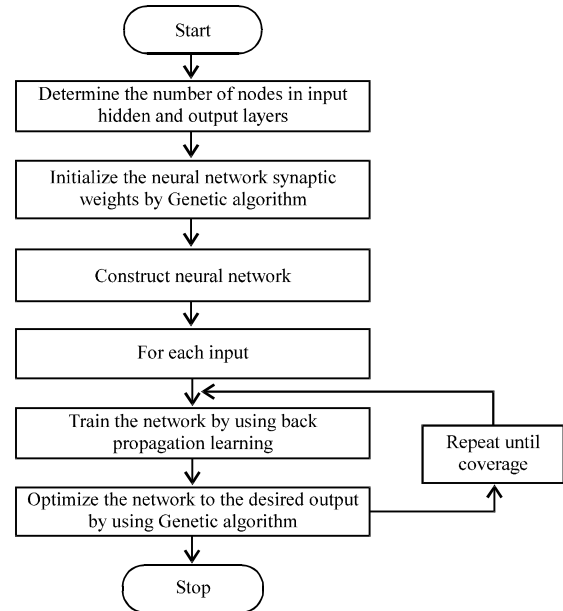 Start
Determine the number of nodes in input
hidden and output layers
Initialize the neural network synaptic
weights by Genetic algorithm
Construct neural network
For each input
Train the network by using back
propagation learning
Repeat until
coverage
Optimize the network to the desired output
by using Genetic algorithm
Stop